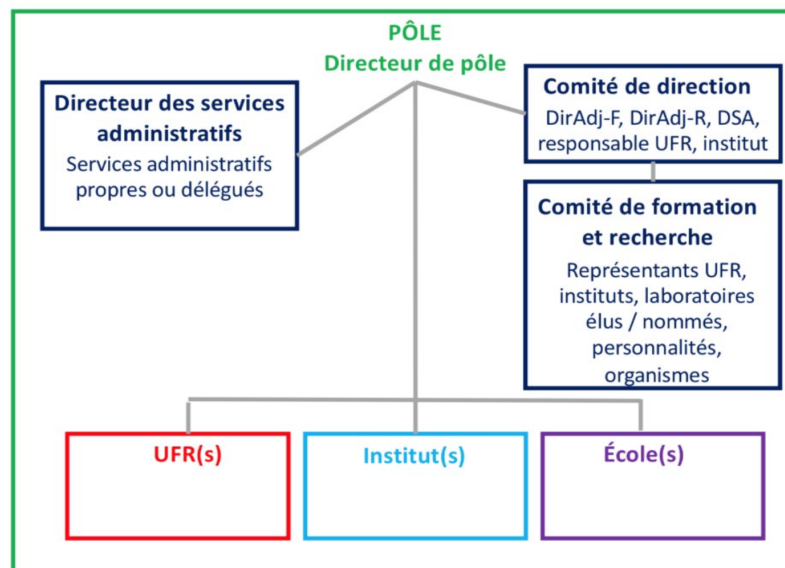 PÔLE
Directeur de pôle
Directeur des services
administratifs
Services administratifs
propres ou délégués
Comité de direction
DirAdj-F, DirAdj-R, DSA,
responsable UFR, institut
Comité de formation
et recherche
Représentants UFR,
instituts, laboratoires
élus / nommés,
personnalités,
organismes
UFR(s)
Institut(s)
École(s)